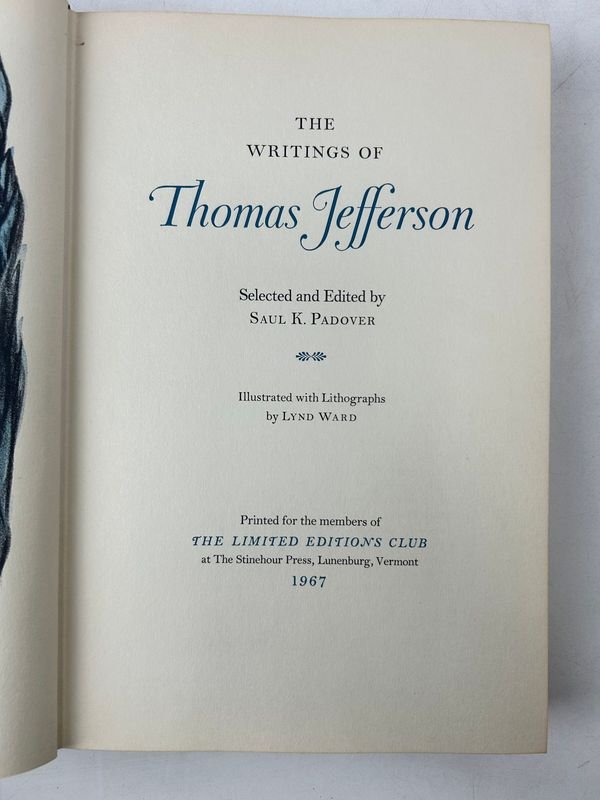 THE
WRITINGS OF
Thomas Jefferson
Selected and Edited by
SAUL K. PADOVER
Illustrated with Lithographs
by LYND WARD
Printed for the members of
THE LIMITED EDITIONS CLUB
at The Stinehour Press, Lunenburg, Vermont
1967